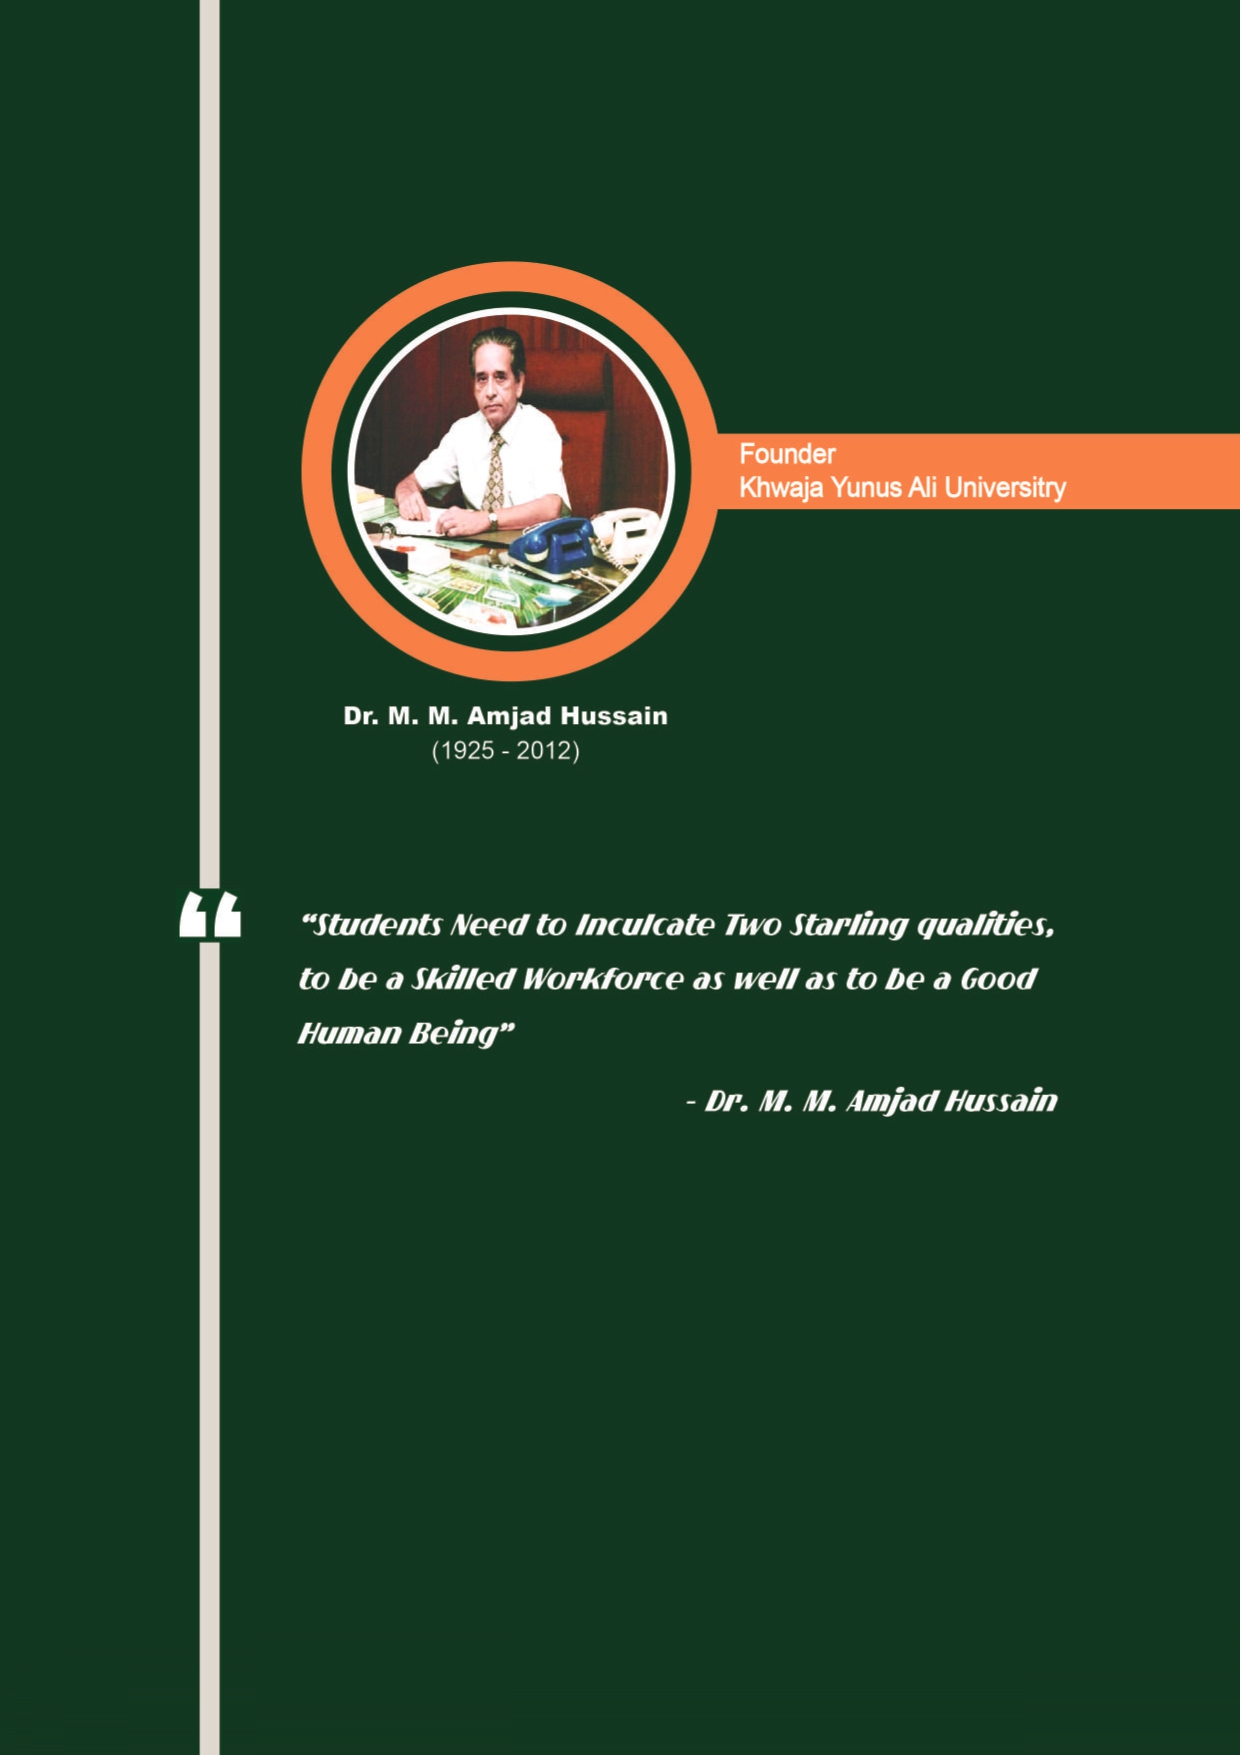 Founder
Khwaja Yunus Ali Universitry
Dr. M. M. Amjad Hussain
(1925 - 2012)
“
“Students Need to Inculcate Two Starling qualities,
to be a Skilled Workforce as well as to be a Good
Human Being”
- Dr. M. M. Amjad Hussain